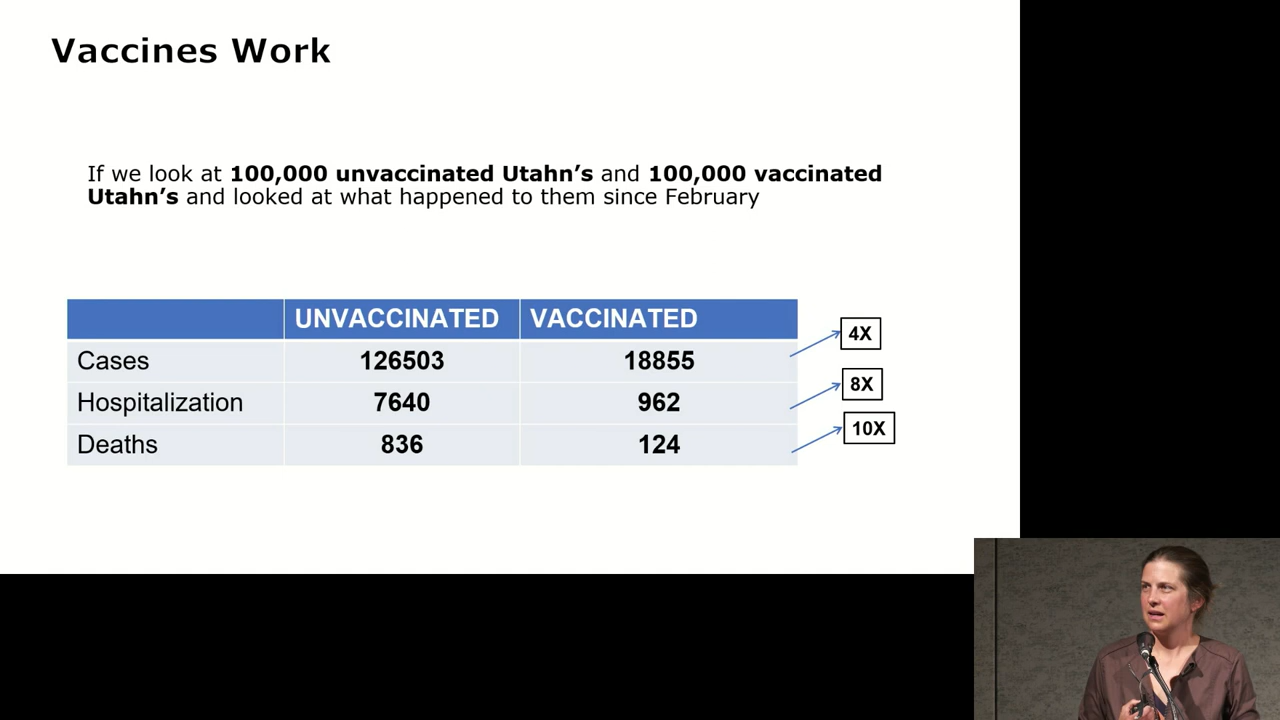 Vaccines Work
If we look at 100,000 unvaccinated Utahn’s and 100,000 vaccinated
Utahn’s and looked at what happened to them since February
UNVACCINATED VACCINATED
Cases 126503 18855 4X
Hospitalization 7640 962 8X
Deaths 836 124 10X